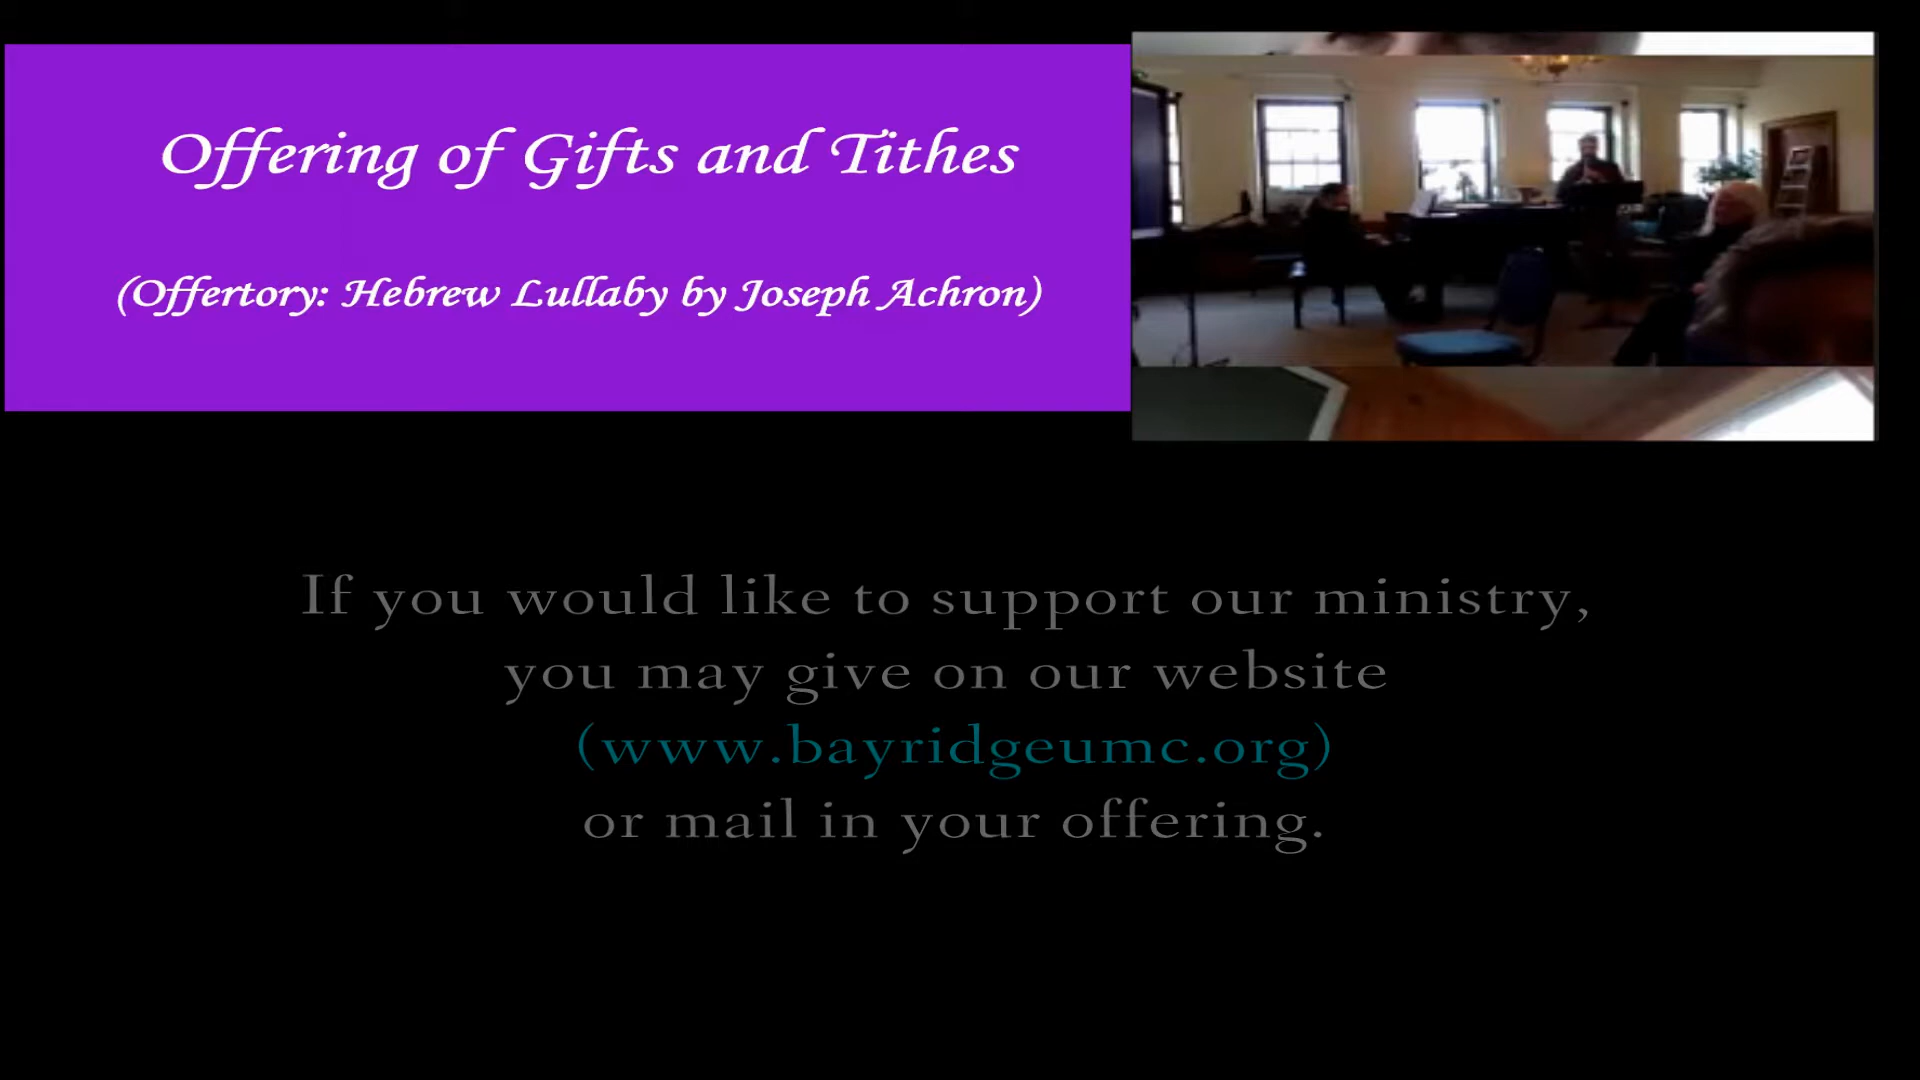 Offering of Gifts and Tithes
(Offertory: Hebrew Lullaby by Joseph Achron)
If you would like to support our ministry,
you may give on our website
(www.bayridgeumc.org)
or mail in your offering.